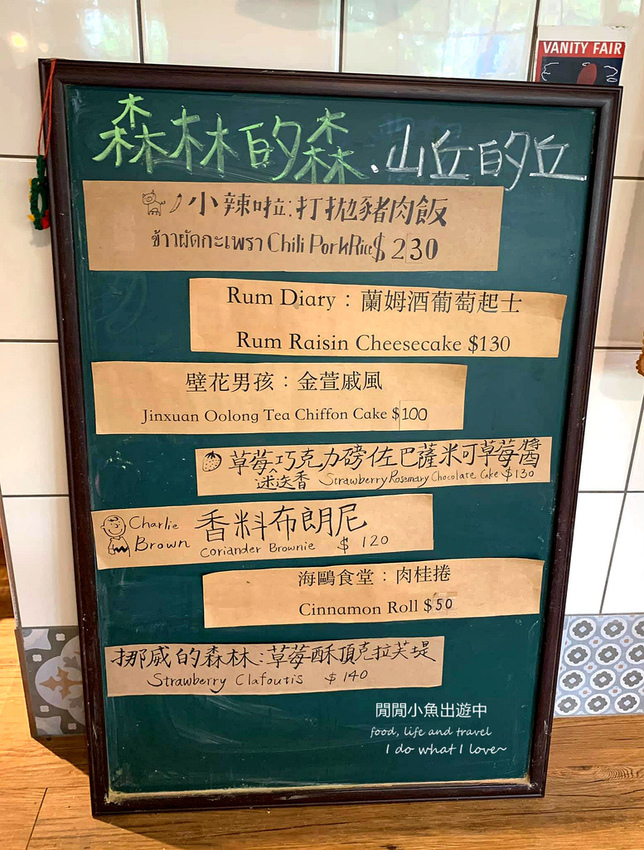 VANITY FAIR
森林的森、山丘的丘
小辣啦:打拋豬肉飯
ข้าวผัดกะเพรา Chili Pork Rice $230
Rum Diary：蘭姆酒葡萄起士
Rum Raisin Cheesecake $130
壁花男孩：金萱戚風
Jinxuan Oolong Tea Chiffon Cake $100
草莓巧克力磅佐巴薩米可草莓醬
迷迭香 Strawberry Rosemary Chocolate Cake $130
Charlie Brown 香料布朗尼
Coriander Brownie $120
海鷗食堂：肉桂捲
Cinnamon Roll $50
挪威的森林:草莓酥頂克拉芙堤
Strawberry Clafoutis $140
閒閒小魚出遊中
food, life and travel
I do what I love~